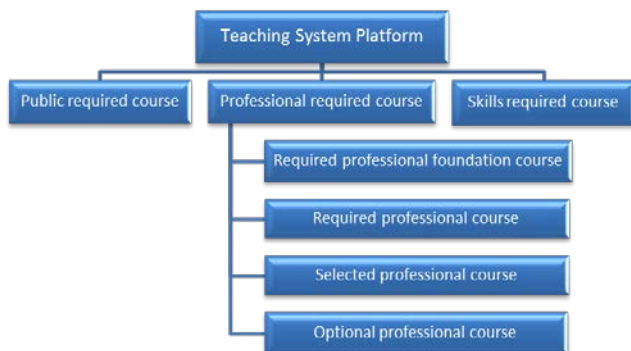 Teaching System Platform
Public required course
Professional required course
Skills required course
Required professional foundation course
Required professional course
Selected professional course
Optional professional course